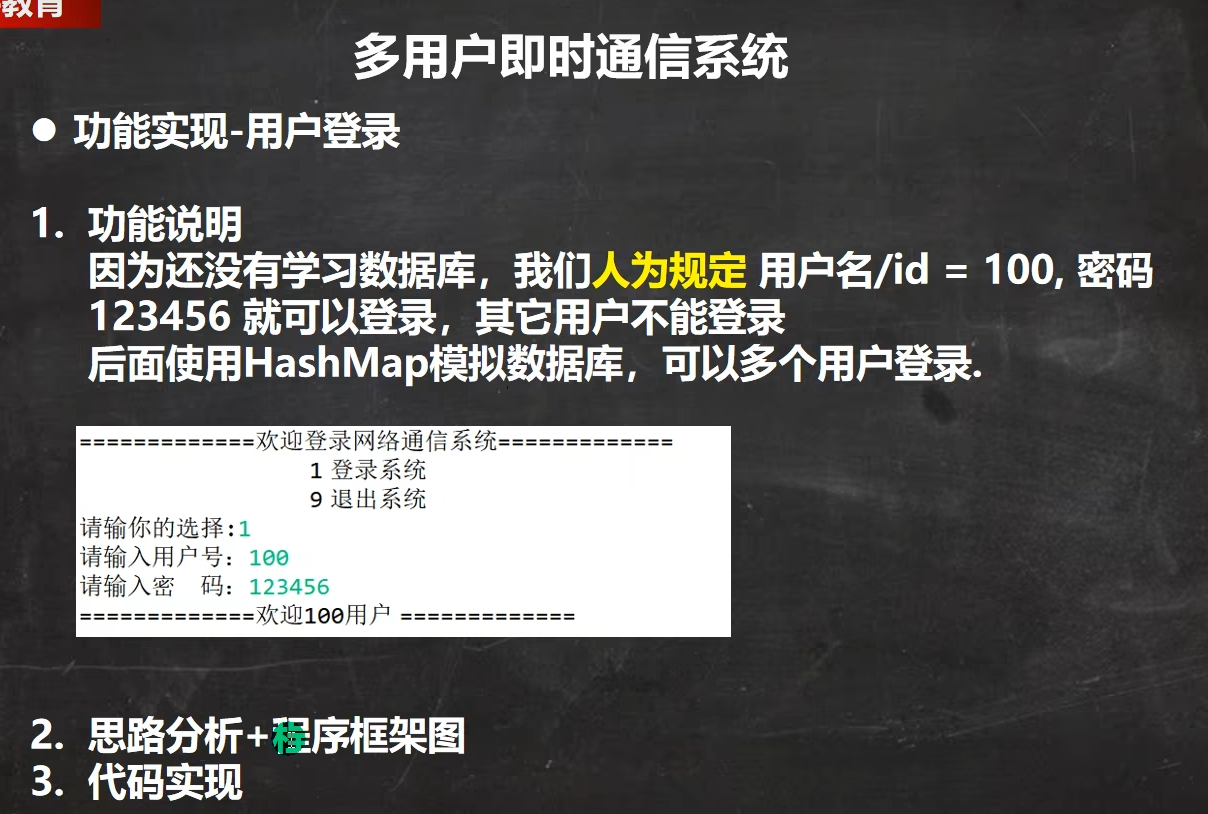 教育
多用户即时通信系统
● 功能实现-用户登录
1. 功能说明
因为还没有学习数据库，我们人为规定 用户名/id = 100, 密码
123456 就可以登录，其它用户不能登录
后面使用HashMap模拟数据库，可以多个用户登录.
=============欢迎登录网络通信系统=============
1 登录系统
9 退出系统
请输你的选择:1
请输入用户号：100
请输入密 码：123456
=============欢迎100用户 =============
2. 思路分析+程序框架图
3. 代码实现